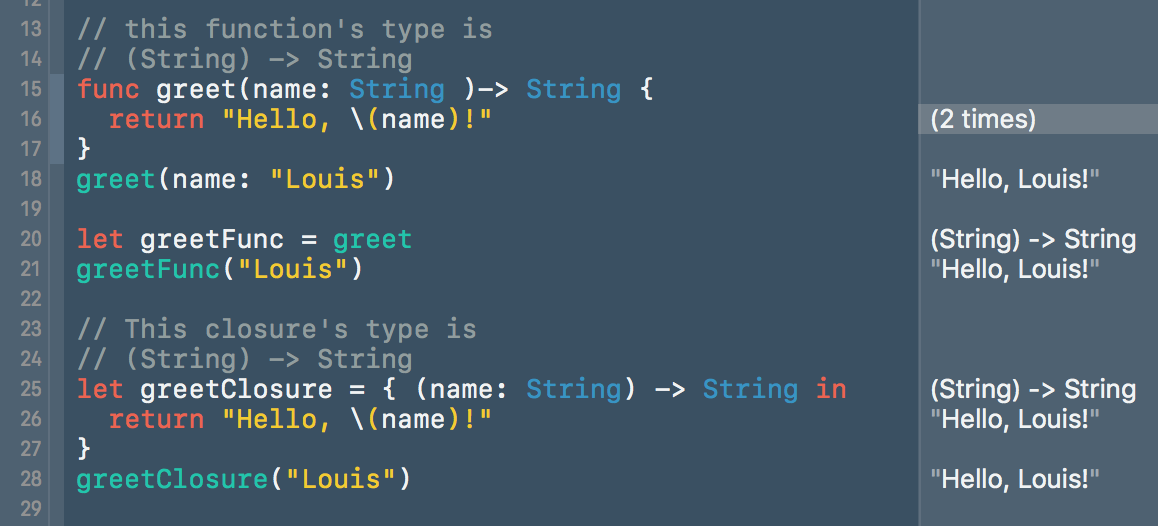 12
13 // this function's type is
14 // (String) -> String
15 func greet(name: String )-> String {
16   return "Hello, \(name)!" (2 times)
17 }
18 greet(name: "Louis") "Hello, Louis!"
19
20 let greetFunc = greet (String) -> String
21 greetFunc("Louis") "Hello, Louis!"
22
23 // This closure's type is
24 // (String) -> String
25 let greetClosure = { (name: String) -> String in (String) -> String
26   return "Hello, \(name)!" "Hello, Louis!"
27 }
28 greetClosure("Louis") "Hello, Louis!"
29